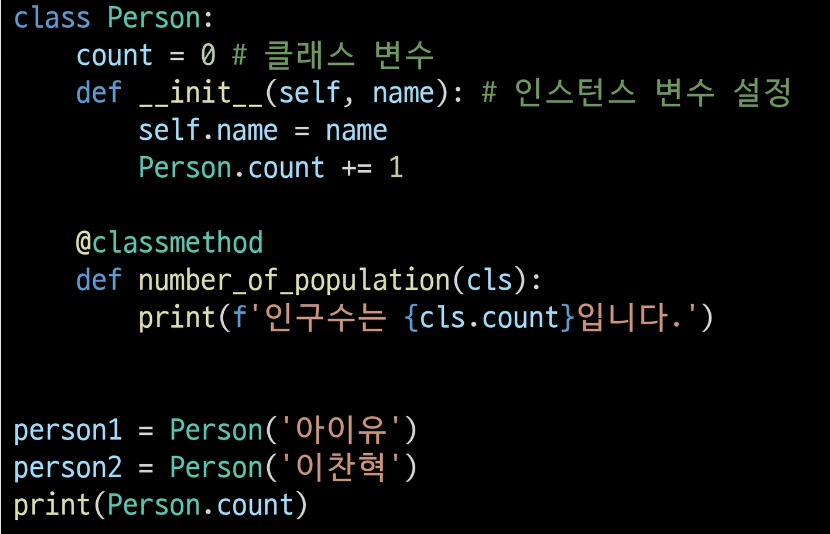 class Person:
    count = 0 # 클래스 변수
    def __init__(self, name): # 인스턴스 변수 설정
        self.name = name
        Person.count += 1

    @classmethod
    def number_of_population(cls):
        print(f'인구수는 {cls.count}입니다.')


person1 = Person('아이유')
person2 = Person('이찬혁')
print(Person.count)